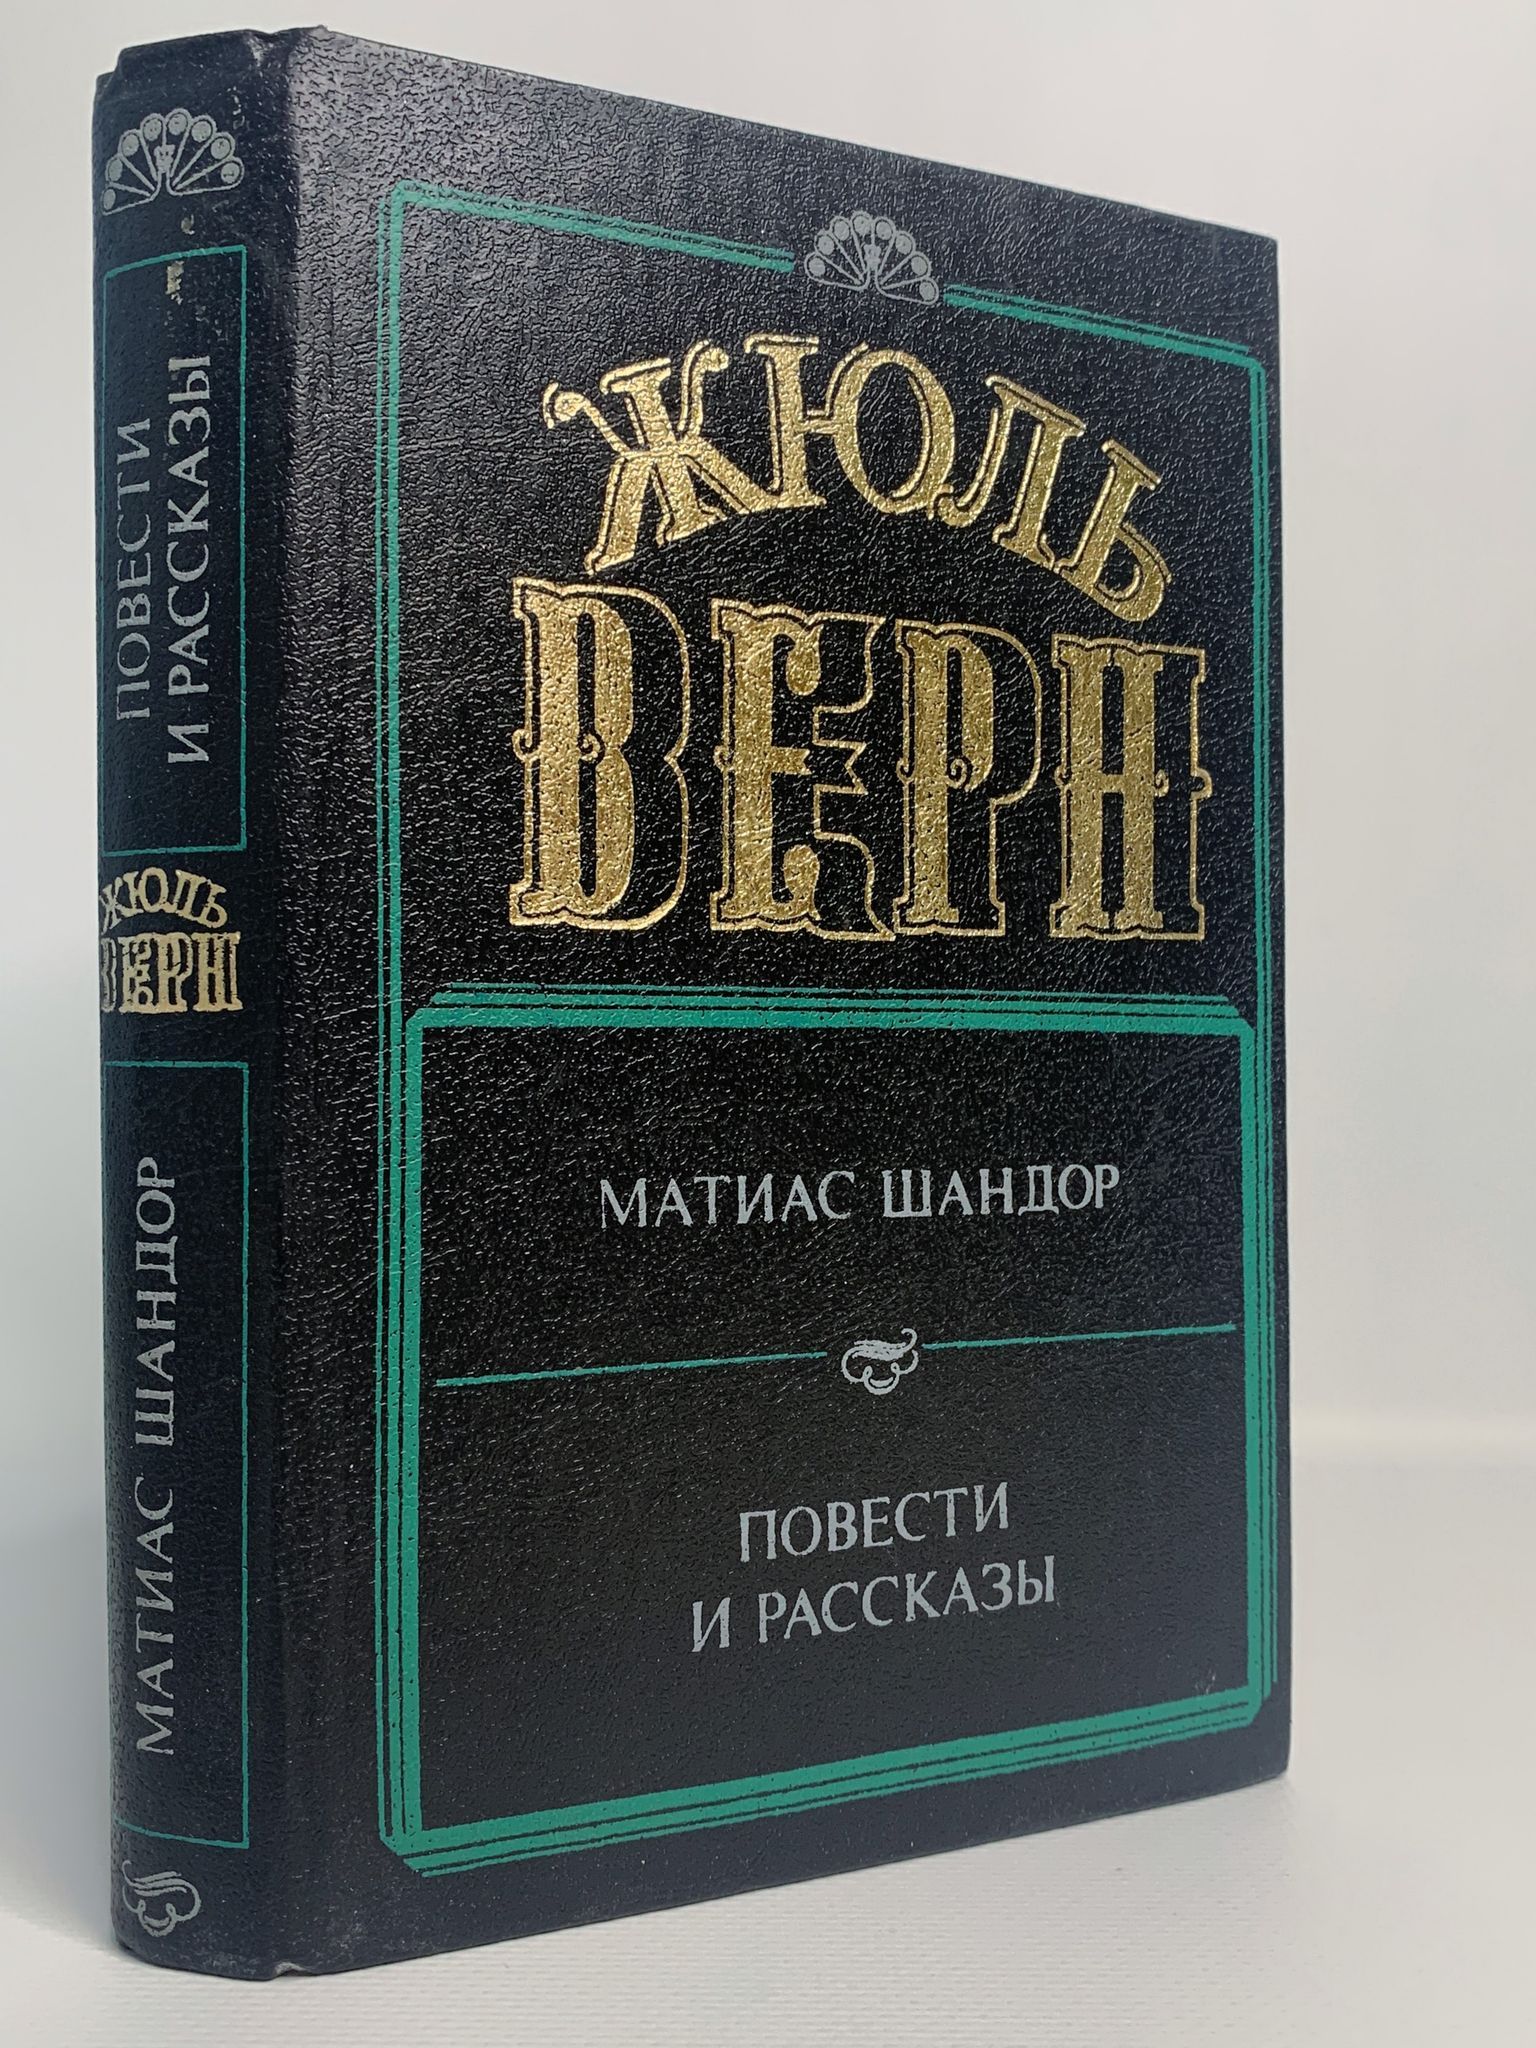 ПОВЕСТИ
И РАССКАЗЫ
ЖЮЛЬ
ВЕРН
МАТИАС ШАНДОР
ЖЮЛЬ
ВЕРН
МАТИАС ШАНДОР
ПОВЕСТИ
И РАССКАЗЫ